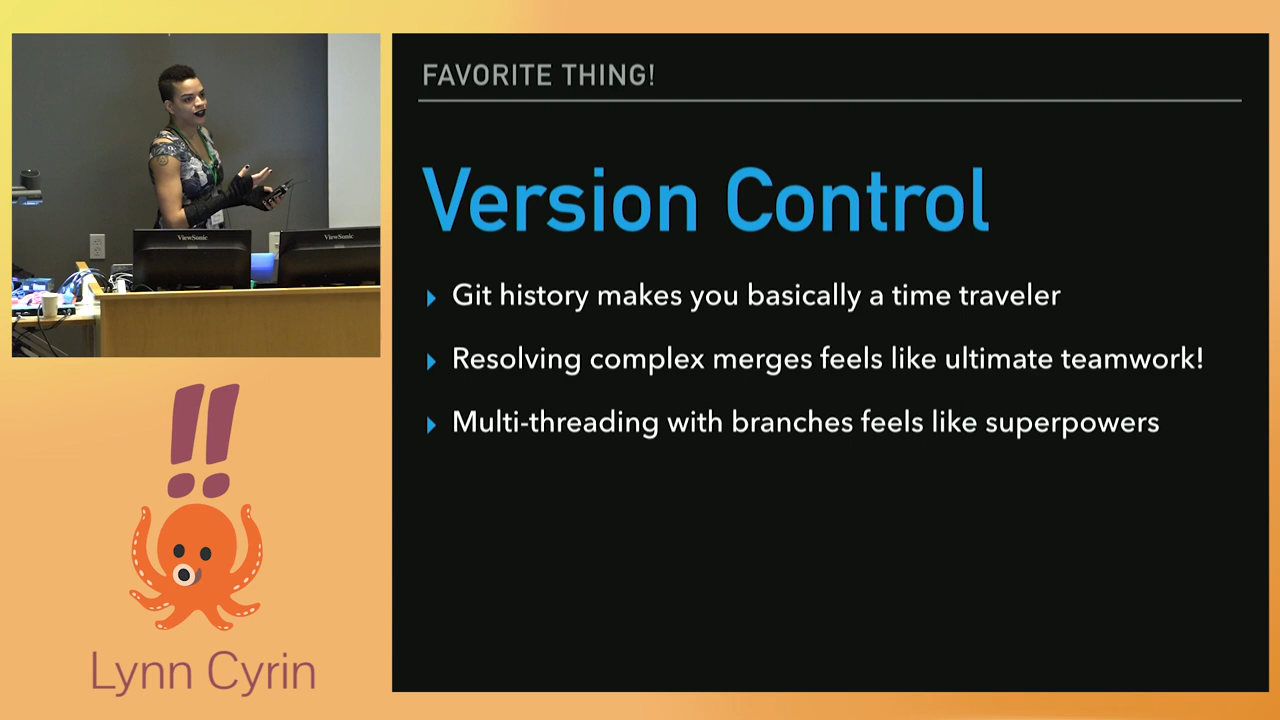 FAVORITE THING!
Version Control
Git history makes you basically a time traveler
Resolving complex merges feels like ultimate teamwork!
Multi-threading with branches feels like superpowers
ViewSonic
ViewSonic
!!
Lynn Cyrin